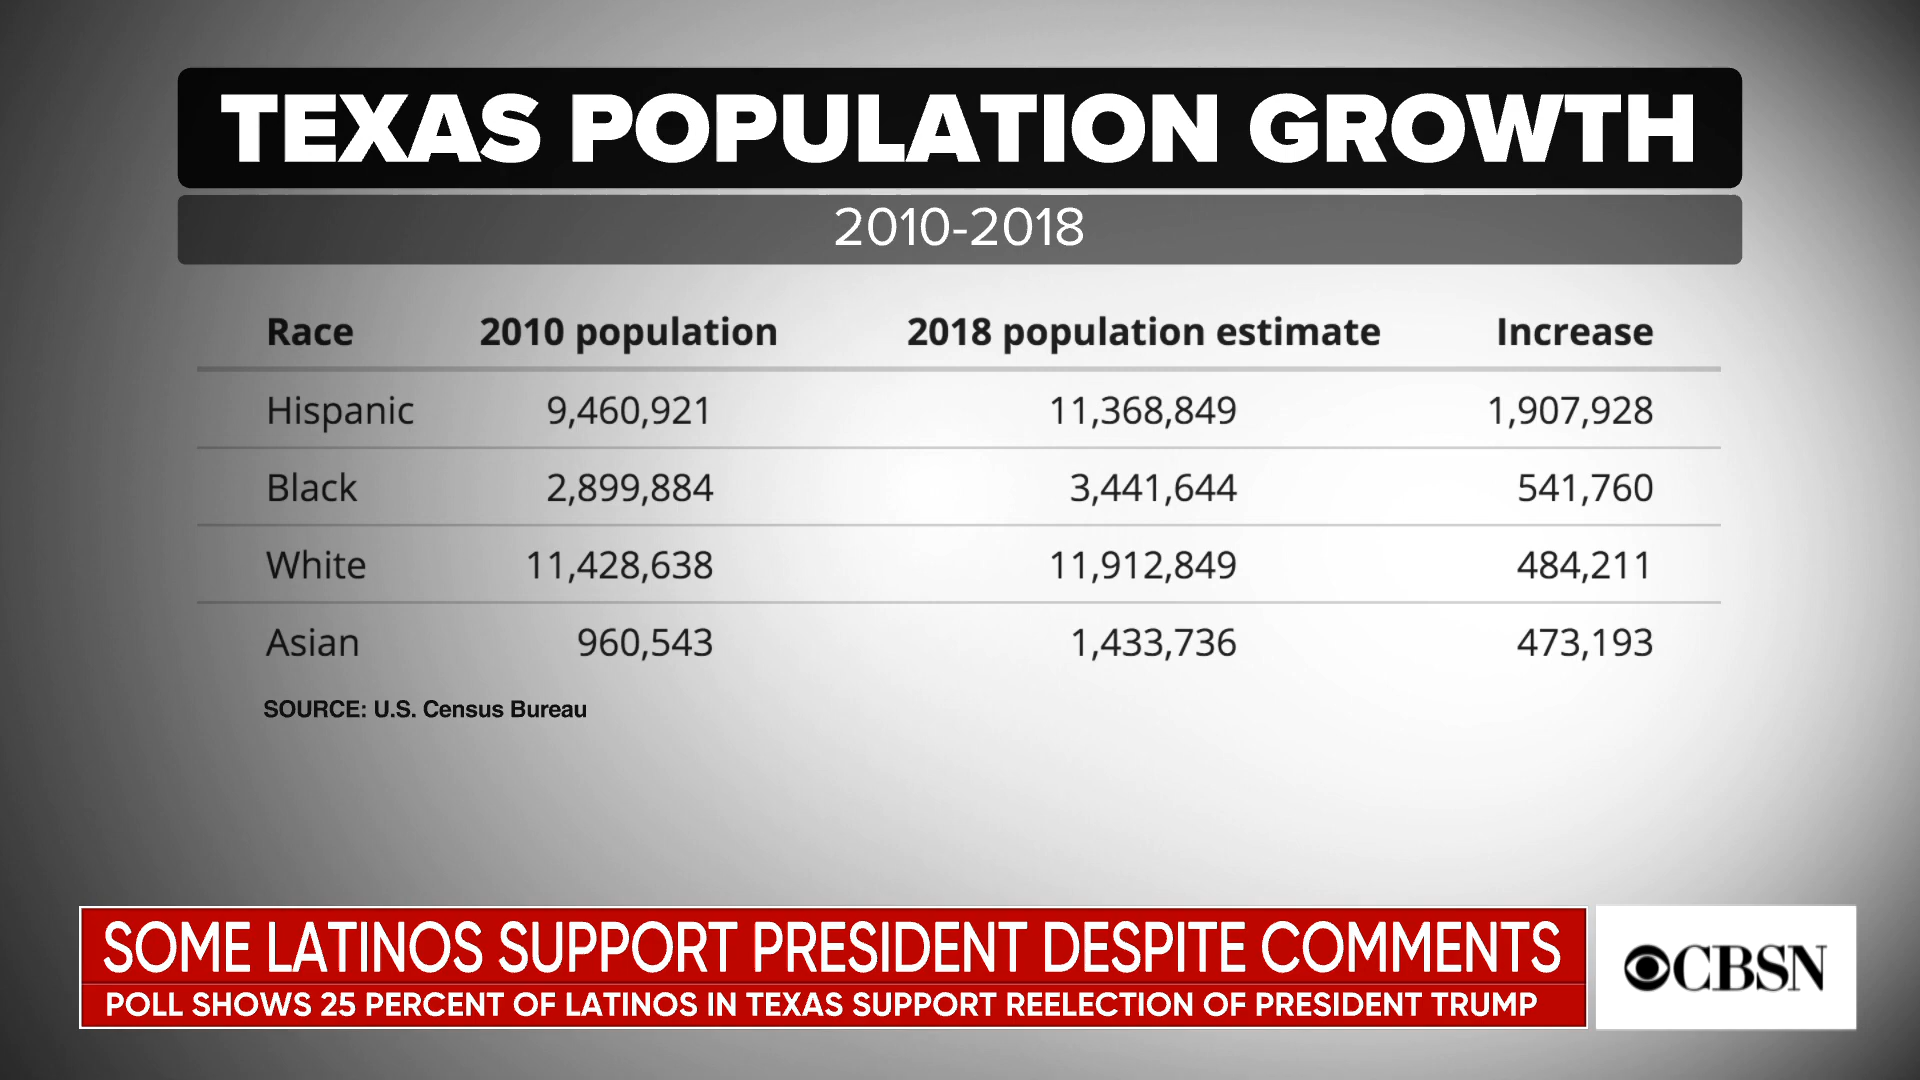 TEXAS POPULATION GROWTH
2010-2018
Race 2010 population 2018 population estimate Increase
Hispanic 9,460,921 11,368,849 1,907,928
Black 2,899,884 3,441,644 541,760
White 11,428,638 11,912,849 484,211
Asian 960,543 1,433,736 473,193
SOURCE: U.S. Census Bureau
SOME LATINOS SUPPORT PRESIDENT DESPITE COMMENTS
POLL SHOWS 25 PERCENT OF LATINOS IN TEXAS SUPPORT REELECTION OF PRESIDENT TRUMP
CBSN